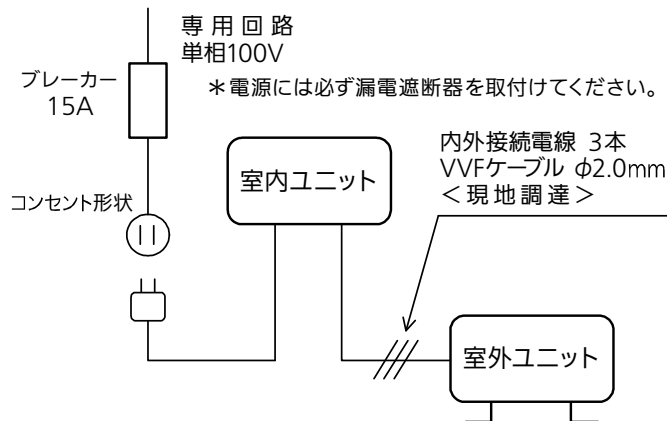 専用回路
単相100V
ブレーカー
15A
＊電源には必ず漏電遮断器を取付けてください。
内外接続電線 3本
VVFケーブル φ2.0mm
＜現地調達＞
室内ユニット
コンセント形状
室外ユニット